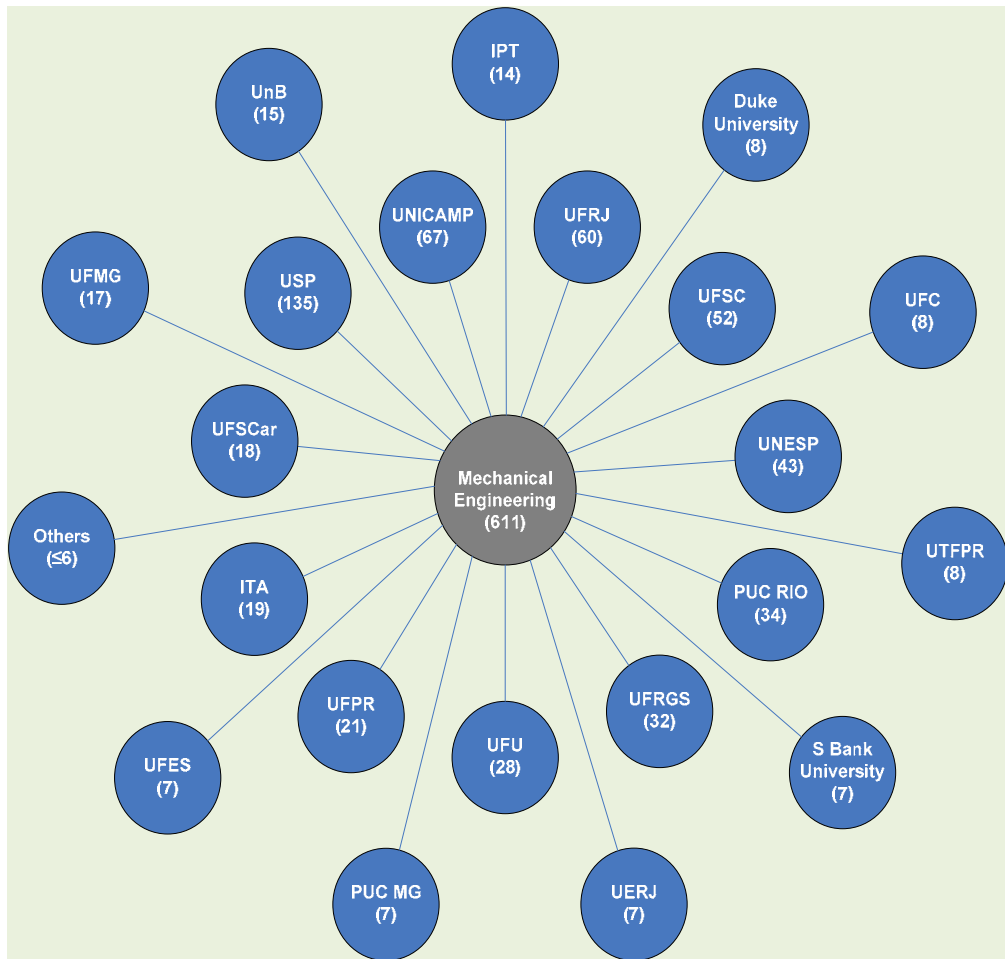 IPT
(14)
UnB
(15)
Duke
University
(8)
UNICAMP
(67)
UFRJ
(60)
UFMG
(17)
USP
(135)
UFSC
(52)
UFC
(8)
UFSCar
(18)
UNESP
(43)
Mechanical
Engineering
(611)
Others
(≤6)
UTFPR
(8)
ITA
(19)
PUC RIO
(34)
UFPR
(21)
UFRGS
(32)
UFU
(28)
UFES
(7)
S Bank
University
(7)
PUC MG
(7)
UERJ
(7)